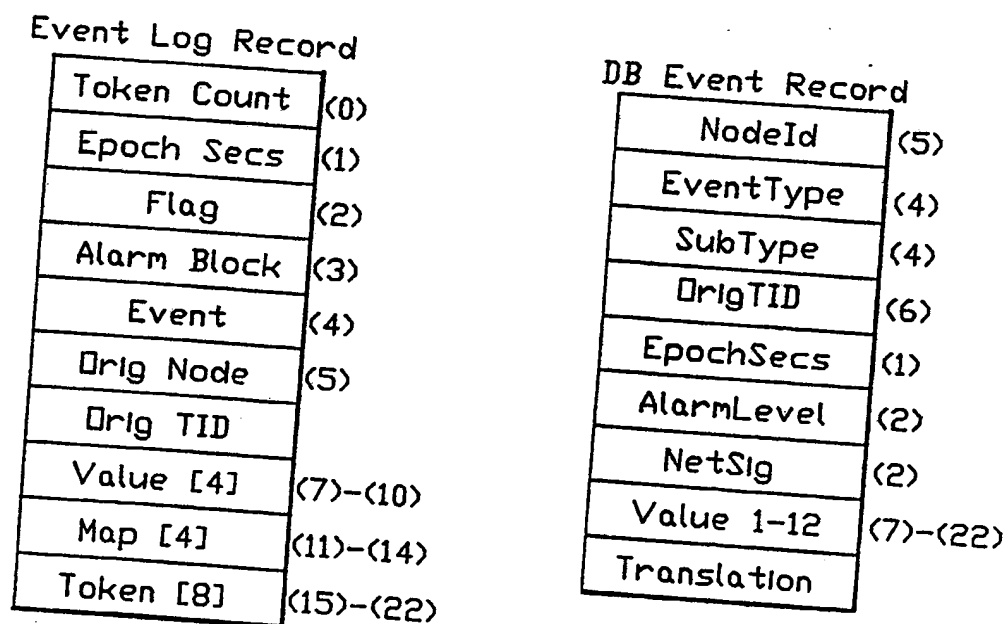 Event Log Record
Token Count (0)
Epoch Secs (1)
Flag (2)
Alarm Block (3)
Event (4)
Orig Node (5)
Orig TID
Value [4] (7)-(10)
Map [4] (11)-(14)
Token [8] (15)-(22)
DB Event Record
NodeId (5)
EventType (4)
SubType (4)
OrigTID (6)
EpochSecs (1)
AlarmLevel (2)
NetSig (2)
Value 1-12 (7)-(22)
Translation